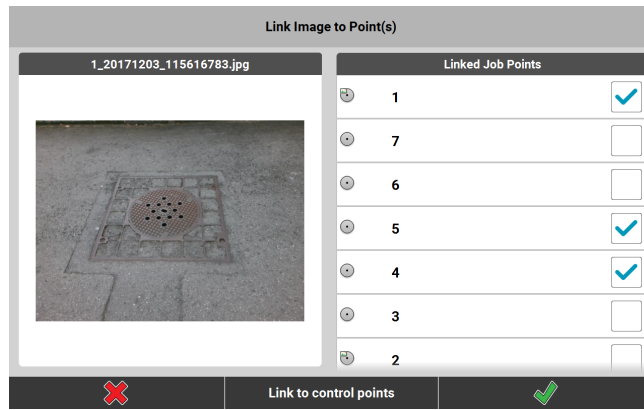 Link Image to Point(s)
1_20171203_115616783.jpg
Linked Job Points
1
7
6
5
4
3
2
Link to control points